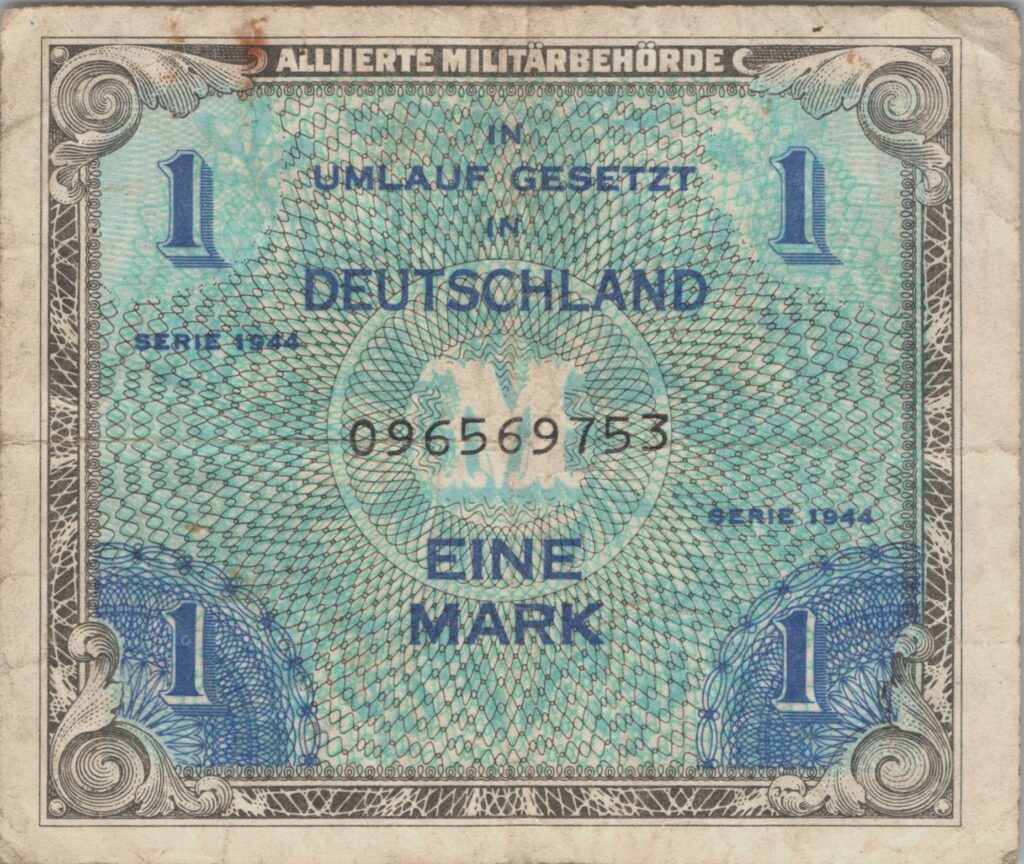 ALLIIERTE MILITÄRBEHÖRDE
1 1
IN
UMLAUF GESETZT
IN
DEUTSCHLAND
SERIE 1944
M
096569753
SERIE 1944
EINE
MARK
1 1